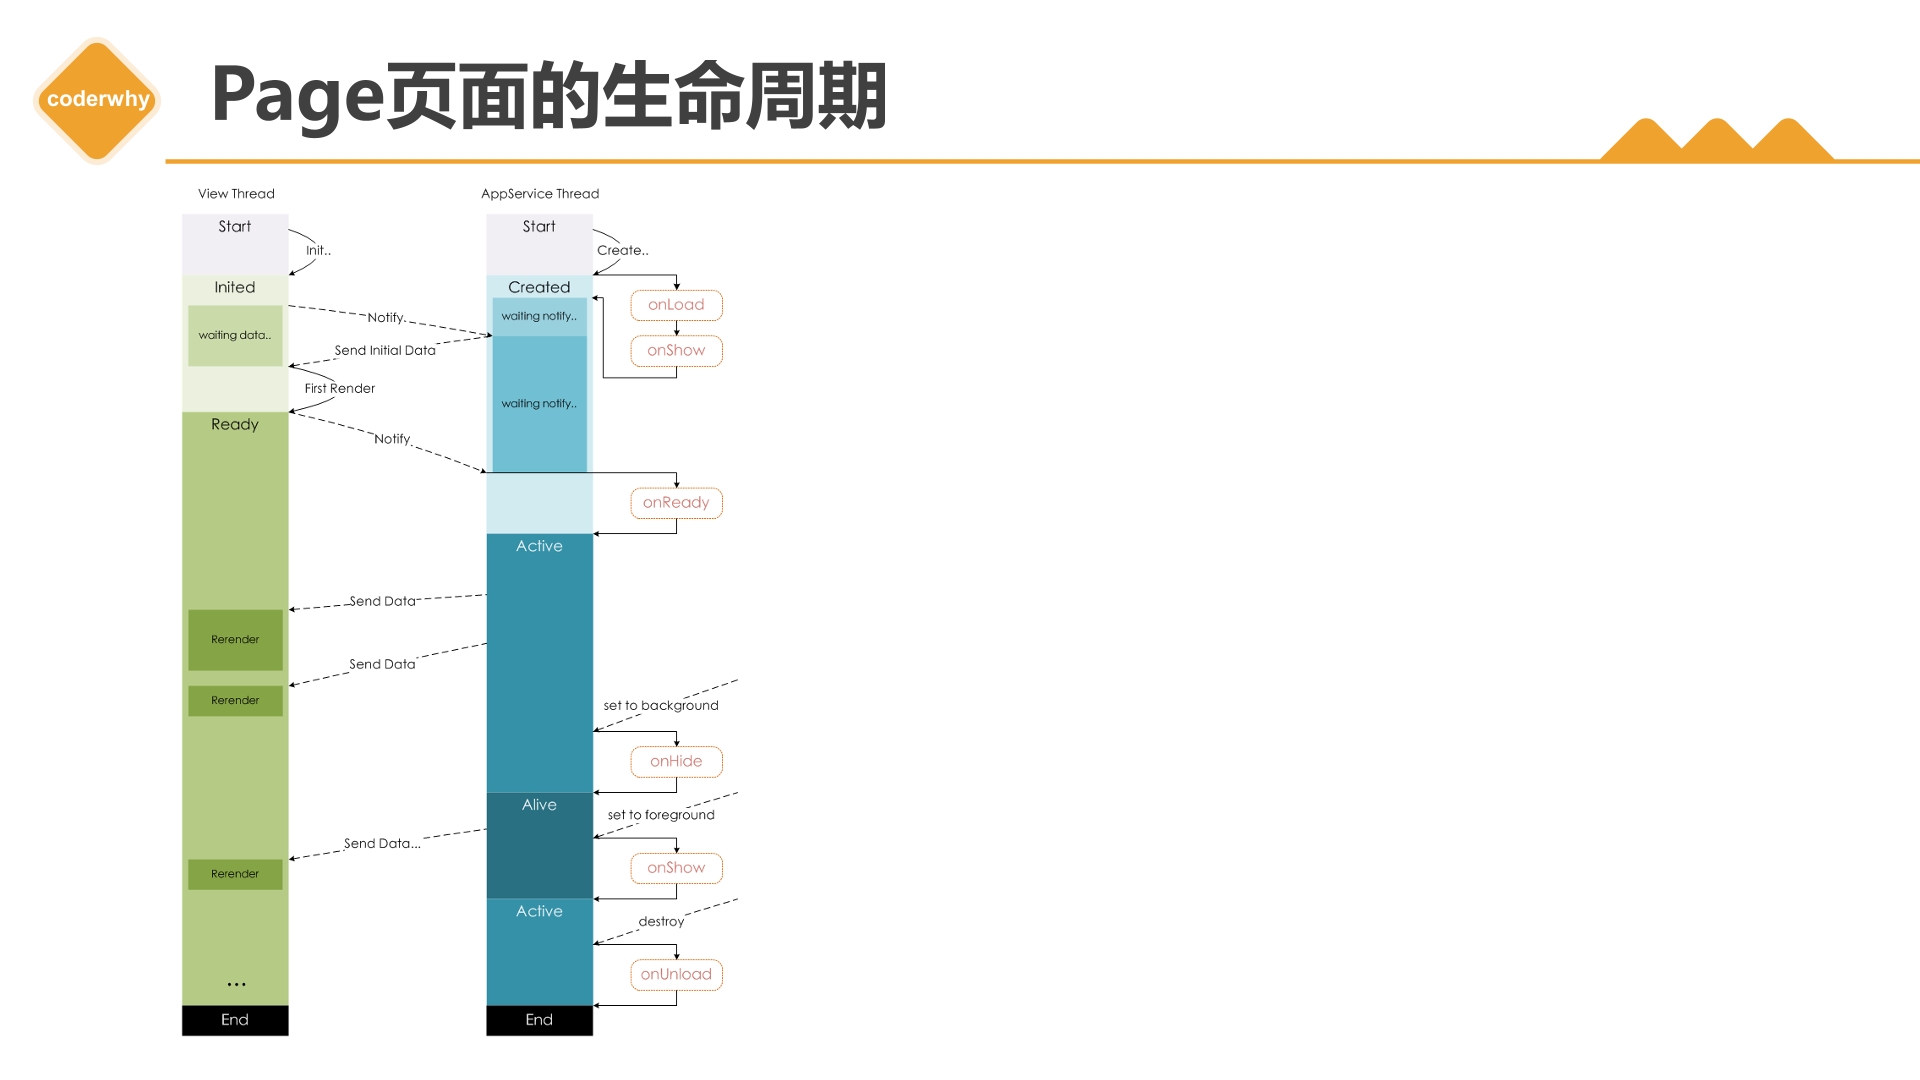 coderwhy
Page页面的生命周期
View Thread
AppService Thread
Start
Start
Init..
Create..
Inited
Created
onLoad
waiting notify..
Notify
waiting data..
Send Initial Data
onShow
First Render
waiting notify..
Ready
Notify
onReady
Active
Send Data
Rerender
Send Data
Rerender
set to background
onHide
Alive
set to foreground
Send Data...
onShow
Rerender
Active
destroy
onUnload
...
End
End